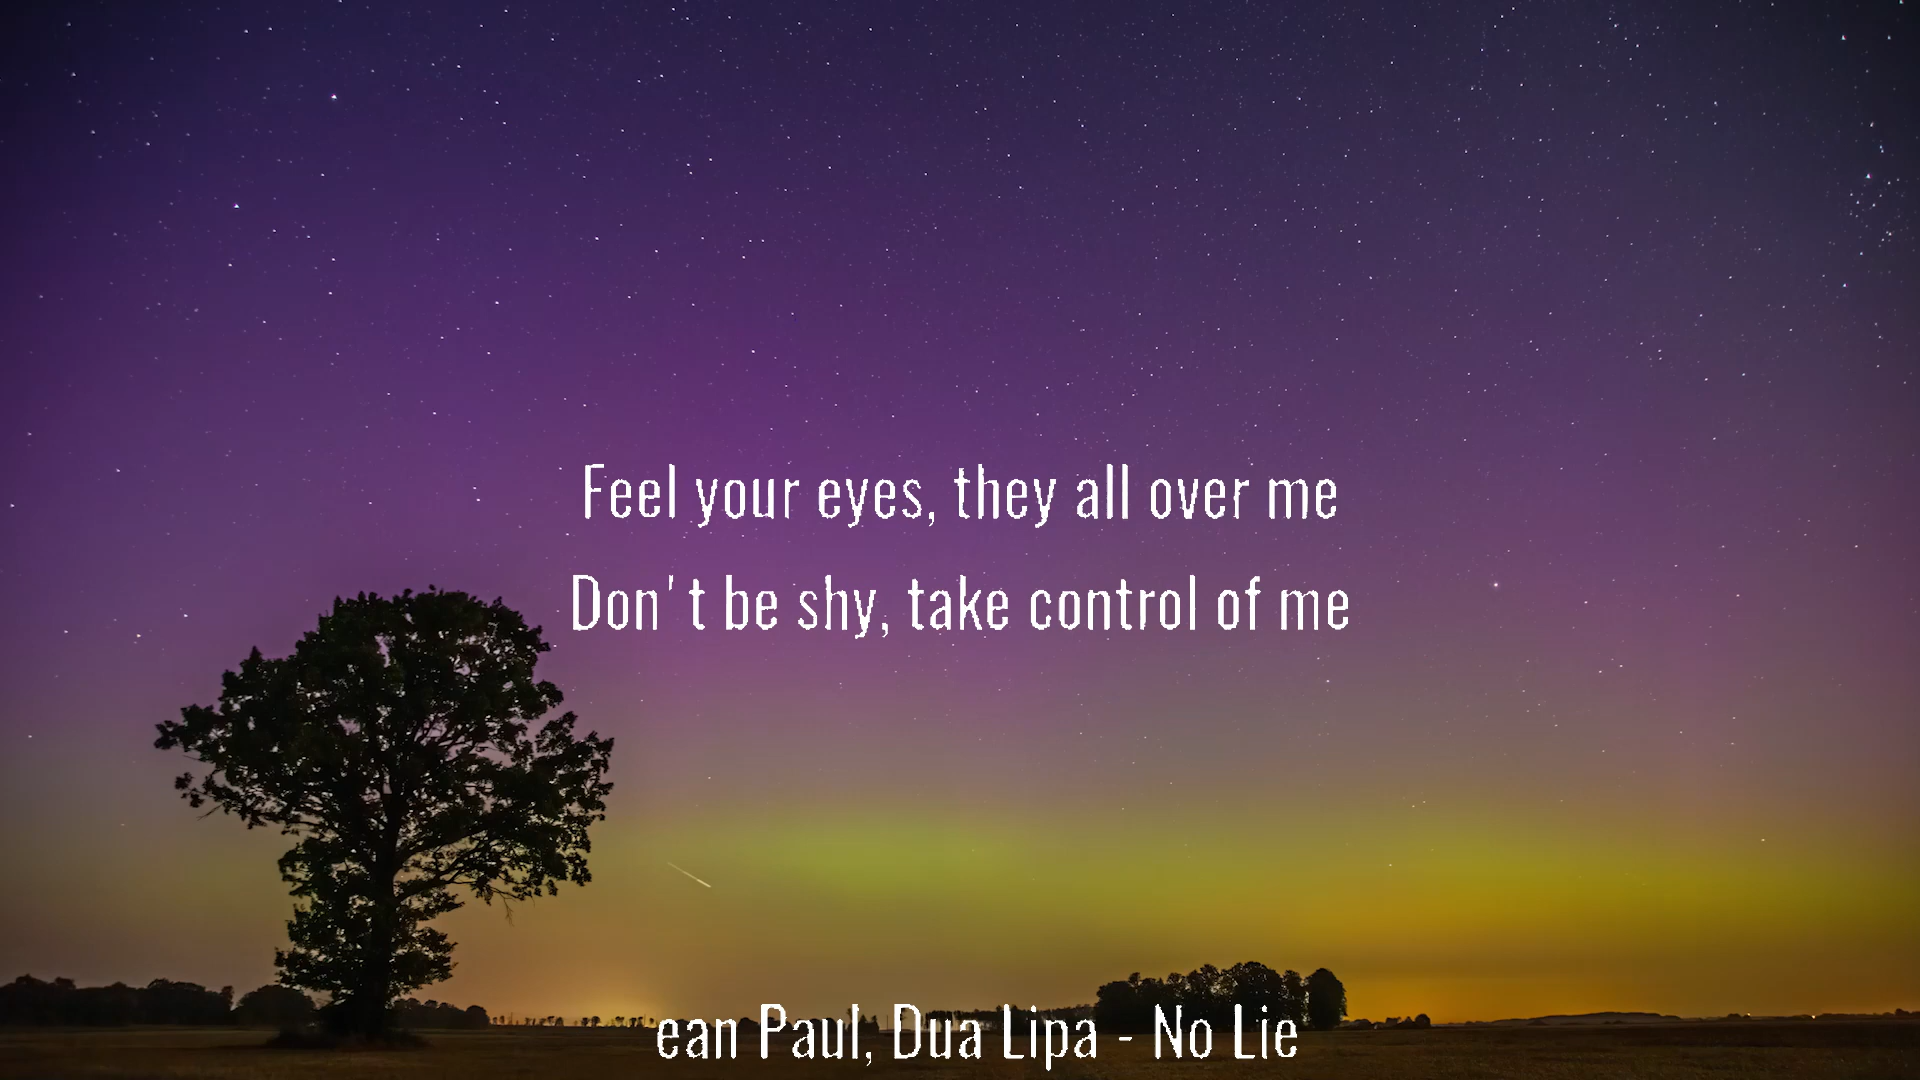 Feel your eyes, they all over me
Don't be shy, take control of me
ean Paul, Dua Lipa - No Lie